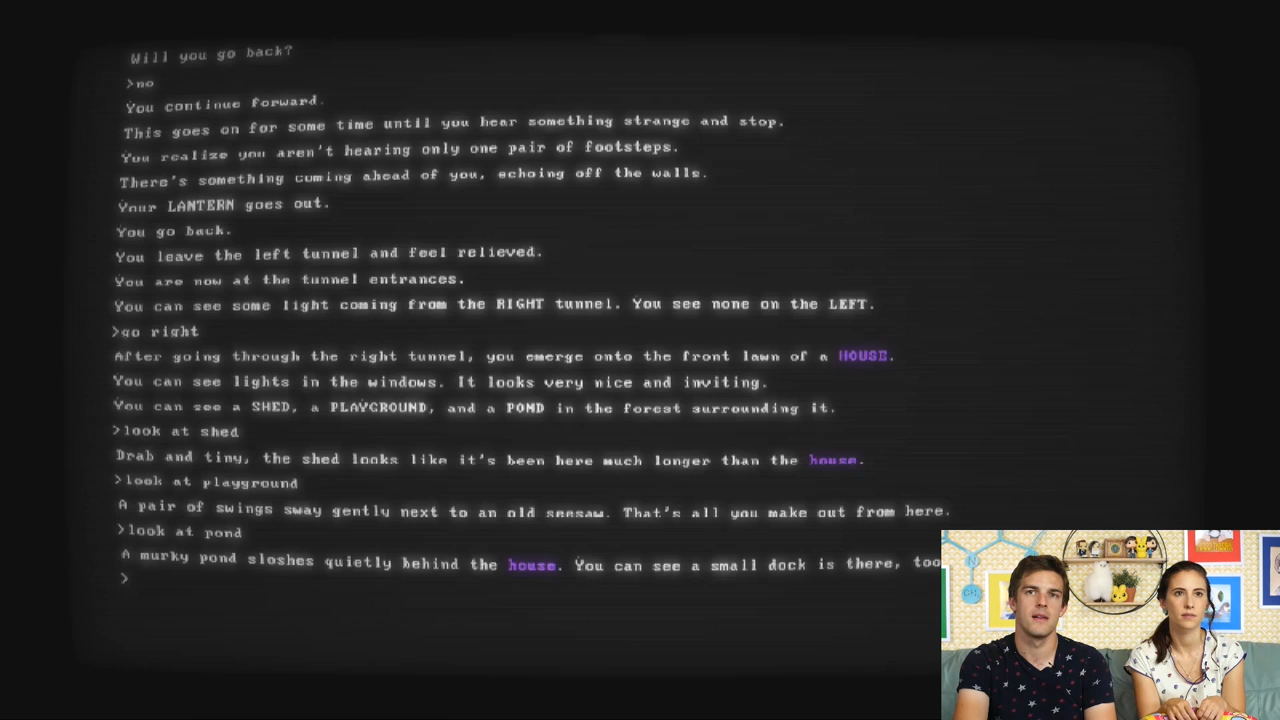 Will you go back?
>no
You continue forward.
This goes on for some time until you hear something strange and stop.
You realize you aren't hearing only one pair of footsteps.
There's something coming ahead of you, echoing off the walls.
Your LANTERN goes out.
You go back.
You leave the left tunnel and feel relieved.
You are now at the tunnel entrances.
You can see some light coming from the RIGHT tunnel. You see none on the LEFT.
>go right
After going through the right tunnel, you emerge onto the front lawn of a HOUSE.
You can see lights in the windows. It looks very nice and inviting.
You can see a SHED, a PLAYGROUND, and a POND in the forest surrounding it.
>look at shed
Drab and tiny, the shed looks like it's been here much longer than the house.
>look at playground
A pair of swings sway gently next to an old seesaw. That's all you make out from here.
>look at pond
A murky pond sloshes quietly behind the house. You can see a small dock is there, too
>